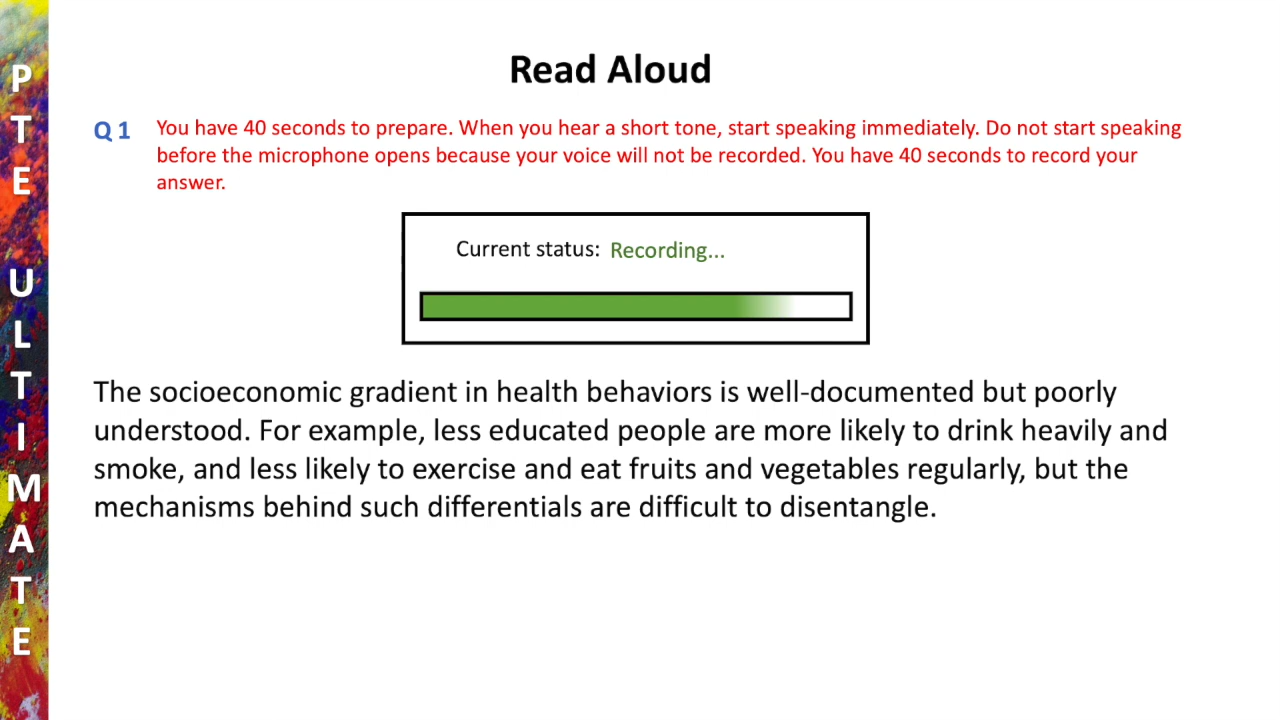 PTE ULTIMATE
Read Aloud
Q 1
You have 40 seconds to prepare. When you hear a short tone, start speaking immediately. Do not start speaking
before the microphone opens because your voice will not be recorded. You have 40 seconds to record your
answer.
Current status: Recording...
The socioeconomic gradient in health behaviors is well-documented but poorly
understood. For example, less educated people are more likely to drink heavily and
smoke, and less likely to exercise and eat fruits and vegetables regularly, but the
mechanisms behind such differentials are difficult to disentangle.